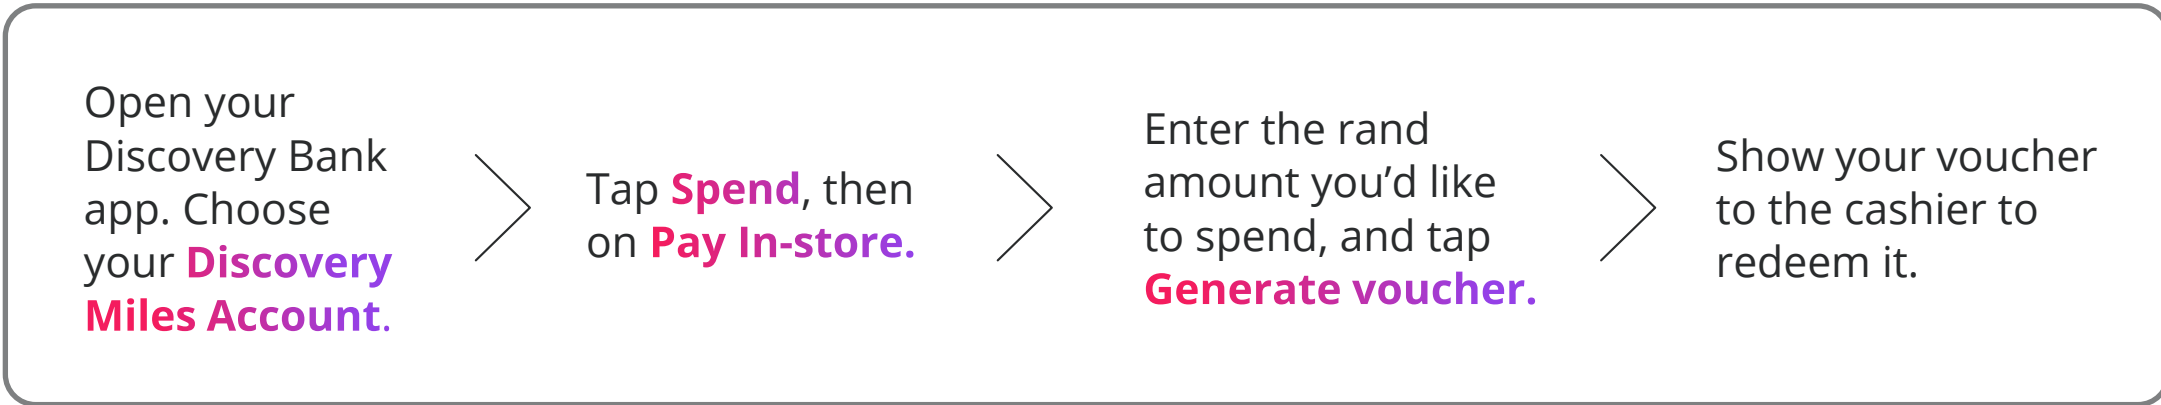 Open your
Discovery Bank
app. Choose
your Discovery
Miles Account.
Tap Spend, then
on Pay In-store.
Enter the rand
amount you’d like
to spend, and tap
Generate voucher.
Show your voucher
to the cashier to
redeem it.